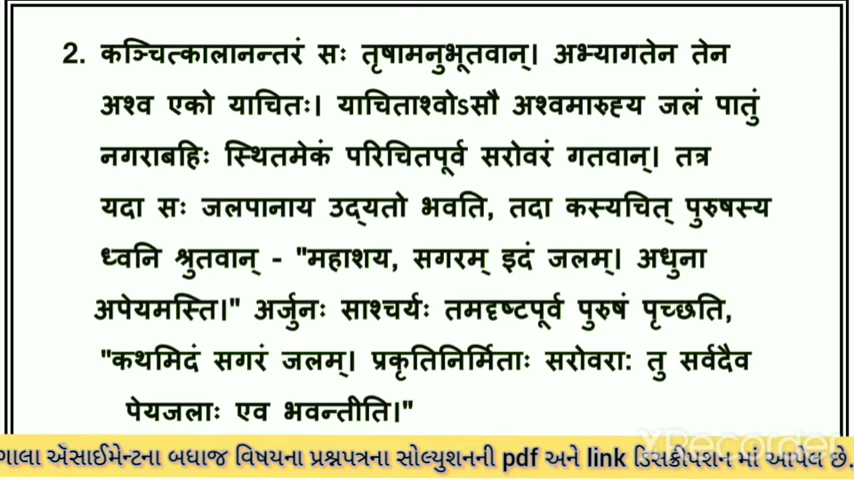 2. कञ्चित्कालानन्तरं सः तृषामनुभूतवान्। अभ्यागतेन तेन
अश्व एको याचितः। याचिताश्वोऽसौ अश्वमारुह्य जलं पातुं
नगराबहिः स्थितमेकं परिचितपूर्व सरोवरं गतवान्। तत्र
यदा सः जलपानाय उद्यतो भवति, तदा कस्यचित् पुरुषस्य
ध्वनि श्रुतवान् - "महाशय, सगरम् इदं जलम्। अधुना
अपेयमस्ति।" अर्जुनः साश्चर्यः तमदृष्टपूर्व पुरुषं पृच्छति,
"कथमिदं सगरं जलम्। प्रकृतिनिर्मिताः सरोवराः तु सर्वदैव
पेयजलाः एव भवन्तीति।"
XRecorder
ગાલા ઍસાઈમેન્ટના બધાજ વિષયના પ્રશ્નપત્રના સોલ્યુશનની pdf અને link ડિસક્રીપશન માં આપેલ છે.